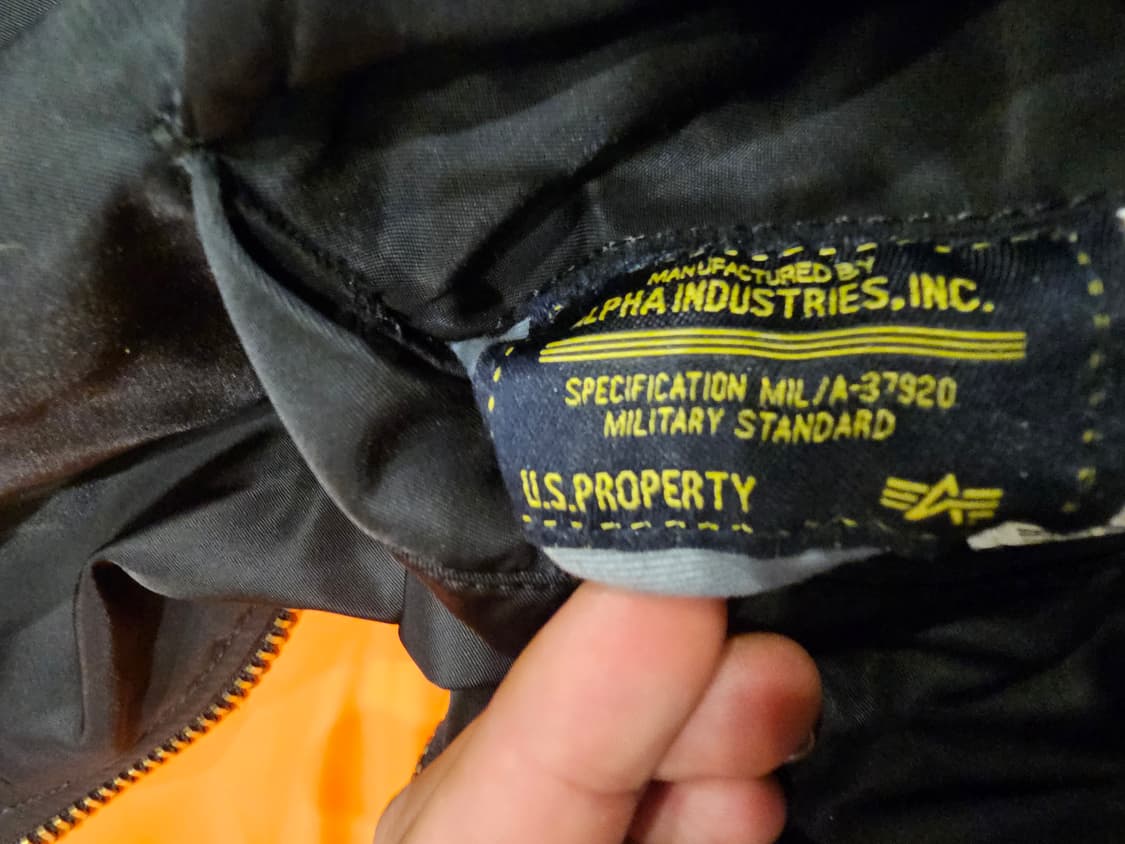 MANUFACTURED BY
ALPHA INDUSTRIES, INC.
SPECIFICATION MIL/A-37920
MILITARY STANDARD
U.S. PROPERTY